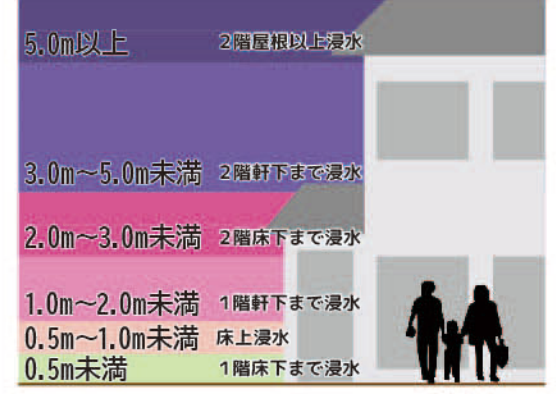 5.0m以上 2階屋根以上浸水
3.0m～5.0m未満 2階軒下まで浸水
2.0m～3.0m未満 2階床下まで浸水
1.0m～2.0m未満 1階軒下まで浸水
0.5m～1.0m未満 床上浸水
0.5m未満 1階床下まで浸水